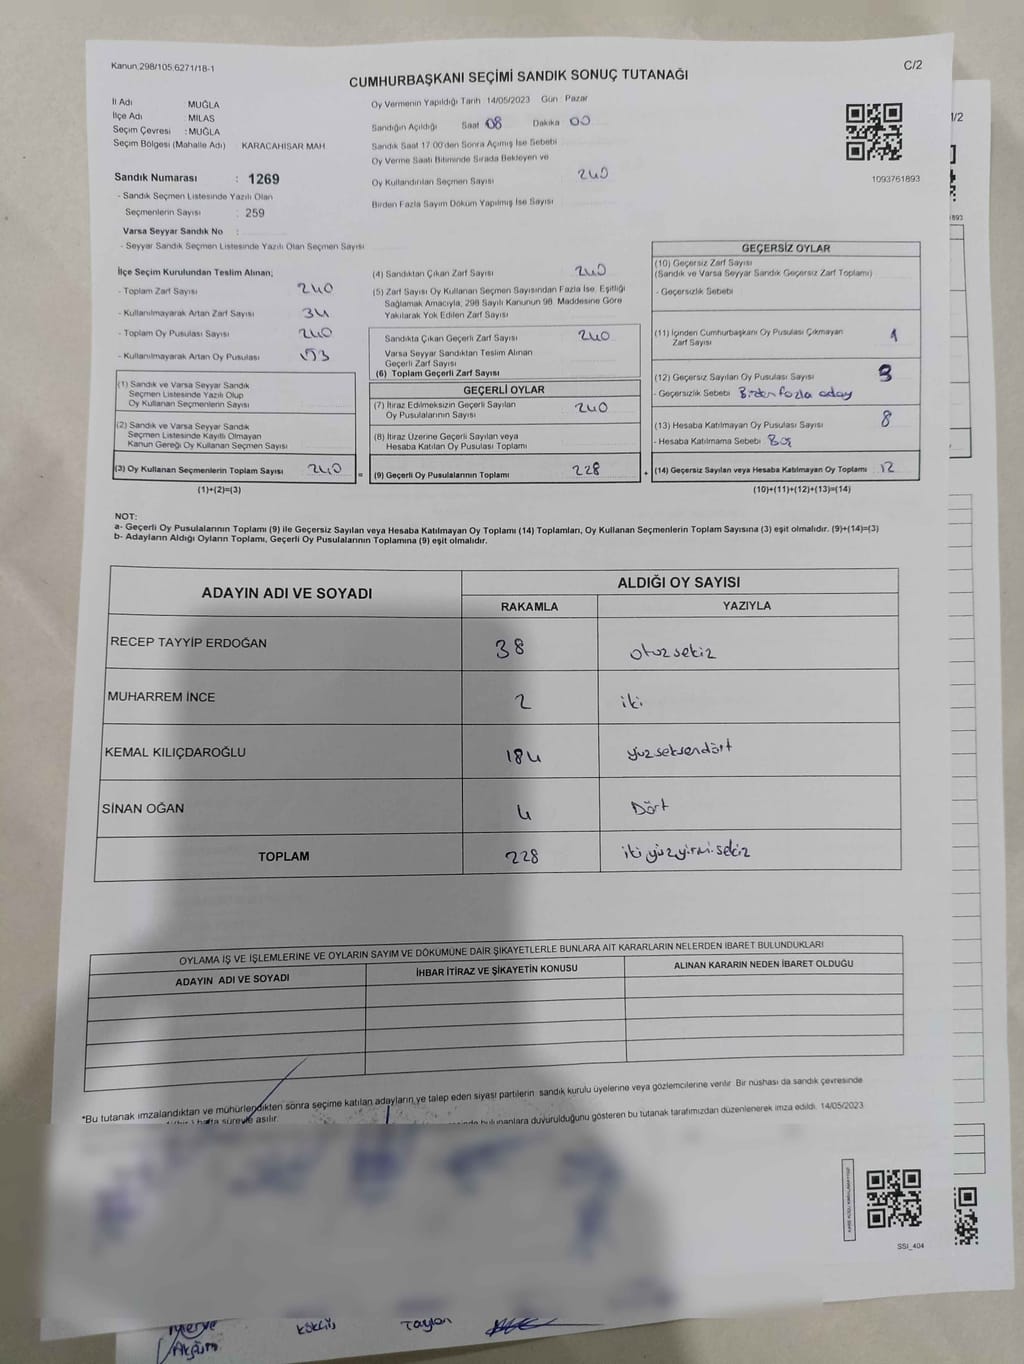 Kanun.298/105.6271/18-1
C/2
CUMHURBAŞKANI SEÇİMİ SANDIK SONUÇ TUTANAĞI
İl Adı : MUĞLA
İlçe Adı : MİLAS
Seçim Çevresi : MUĞLA
Seçim Bölgesi (Mahalle Adı) KARACAHİSAR MAH
Sandık Numarası : 1269
- Sandık Seçmen Listesinde Yazılı Olan
Seçmenlerin Sayısı : 259
Varsa Seyyar Sandık No :
- Seyyar Sandık Seçmen Listesinde Yazılı Olan Seçmen Sayısı
Oy Vermenin Yapıldığı Tarih 14/05/2023 Gün Pazar
Sandığın Açıldığı Saat 08 Dakika 00
Sandık Saat 17:00'den Sonra Açılmış İse Sebebi
Oy Verme Saati Bitiminde Sırada Bekleyen ve
Oy Kullandırılan Seçmen Sayısı 240
Birden Fazla Sayım Döküm Yapılmış İse Sayısı
1093761893
İlçe Seçim Kurulundan Teslim Alınan;
- Toplam Zarf Sayısı 240
- Kullanılmayarak Artan Zarf Sayısı 34
- Toplam Oy Pusulası Sayısı 240
- Kullanılmayarak Artan Oy Pusulası 153
(1) Sandık ve Varsa Seyyar Sandık
Seçmen Listesinde Yazılı Olup
Oy Kullanan Seçmenlerin Sayısı
(2) Sandık ve Varsa Seyyar Sandık
Seçmen Listesinde Kayıtlı Olmayan
Kanun Gereği Oy Kullanan Seçmen Sayısı
(3) Oy Kullanan Seçmenlerin Toplam Sayısı 240
(1)+(2)=(3)
(4) Sandıktan Çıkan Zarf Sayısı 240
(5) Zarf Sayısı Oy Kullanan Seçmen Sayısından Fazla İse, Eşitliği
Sağlamak Amacıyla, 298 Sayılı Kanunun 98. Maddesine Göre
Yakılarak Yok Edilen Zarf Sayısı
Sandıkta Çıkan Geçerli Zarf Sayısı 240
Varsa Seyyar Sandıktan Teslim Alınan
Geçerli Zarf Sayısı
(6) Toplam Geçerli Zarf Sayısı
GEÇERLİ OYLAR
(7) İtiraz Edilmeksizin Geçerli Sayılan
Oy Pusulalarının Sayısı 240
(8) İtiraz Üzerine Geçerli Sayılan veya
Hesaba Katılan Oy Pusulası Toplamı
= (9) Geçerli Oy Pusulalarının Toplamı 228 +
GEÇERSİZ OYLAR
(10) Geçersiz Zarf Sayısı
(Sandık ve Varsa Seyyar Sandık Geçersiz Zarf Toplamı)
- Geçersizlik Sebebi
(11) İçinden Cumhurbaşkanı Oy Pusulası Çıkmayan
Zarf Sayısı 1
(12) Geçersiz Sayılan Oy Pusulası Sayısı 3
- Geçersizlik Sebebi Birden fazla aday
(13) Hesaba Katılmayan Oy Pusulası Sayısı 8
- Hesaba Katılmama Sebebi Boş
(14) Geçersiz Sayılan veya Hesaba Katılmayan Oy Toplamı 12
(10)+(11)+(12)+(13)=(14)
NOT:
a- Geçerli Oy Pusulalarının Toplamı (9) ile Geçersiz Sayılan veya Hesaba Katılmayan Oy Toplamı (14) Toplamları, Oy Kullanan Seçmenlerin Toplam Sayısına (3) eşit olmalıdır. (9)+(14)=(3)
b- Adayların Aldığı Oyların Toplamı, Geçerli Oy Pusulalarının Toplamına (9) eşit olmalıdır.
ADAYIN ADI VE SOYADI ALDIĞI OY SAYISI
RAKAMLA YAZIYLA
RECEP TAYYİP ERDOĞAN 38 otuzsekiz
MUHARREM İNCE 2 iki
KEMAL KILIÇDAROĞLU 184 yüzseksendört
SİNAN OĞAN 4 Dört
TOPLAM 228 iki yüzyirmisekiz
OYLAMA İŞ VE İŞLEMLERİNE VE OYLARIN SAYIM VE DÖKÜMÜNE DAİR ŞİKAYETLERLE BUNLARA AİT KARARLARIN NELERDEN İBARET BULUNDUKLARI
ADAYIN ADI VE SOYADI İHBAR İTİRAZ VE ŞİKAYETİN KONUSU ALINAN KARARIN NEDEN İBARET OLDUĞU
*Bu tutanak imzalandıktan ve mühürlendikten sonra seçime katılan adayların,ve talep eden siyasi partilerin sandık kurulu üyelerine veya gözlemcilerine verilir. Bir nüshası da sandık çevresinde
hafta süreyle asılır.
bulunanlara duyurulduğunu gösteren bu tutanak tarafımızdan düzenlenerek imza edildi. 14/05/2023
SSI_404
Merve
Akgüm
Taylan